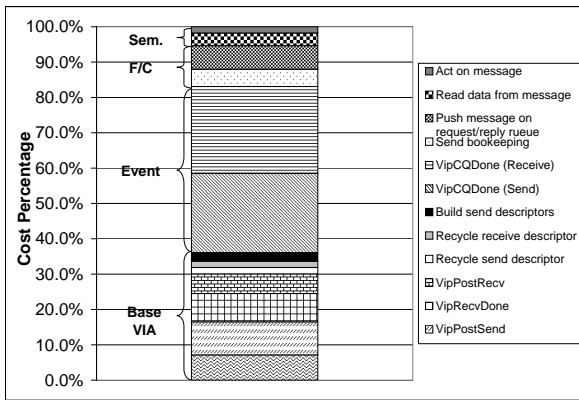 100.0%
90.0%
80.0%
70.0%
60.0%
50.0%
40.0%
30.0%
20.0%
10.0%
0.0%
Cost Percentage
Sem.
F/C
Event
Base
VIA
Act on message
Read data from message
Push message on
request/reply rueue
Send bookeeping
VipCQDone (Receive)
VipCQDone (Send)
Build send descriptors
Recycle receive descriptor
Recycle send descriptor
VipPostRecv
VipRecvDone
VipPostSend